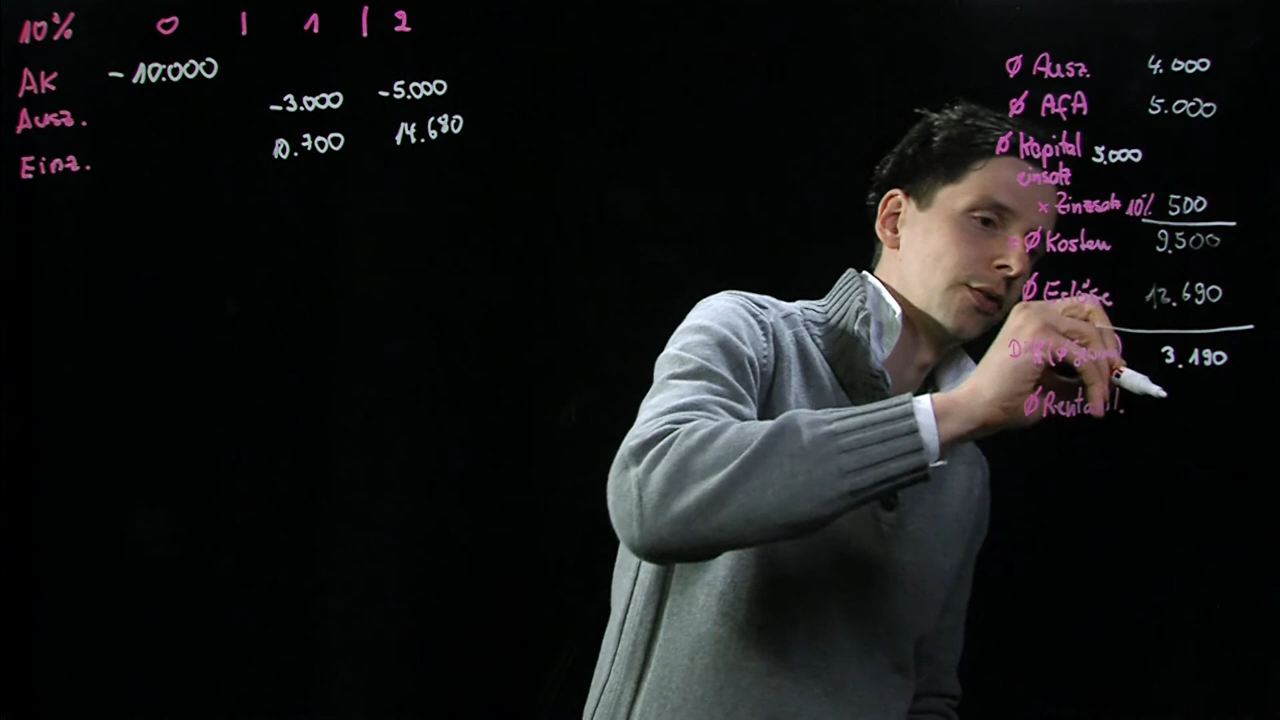 10% 0 | 1 | 2
AK -10.000
Ausz. -3.000 -5.000
Einz. 10.700 14.680
Ø Ausz. 4.000
Ø AfA 5.000
Ø Kapital 5.000
einsatz
x Zinssatz 10% 500
= Ø Kosten 9.500
Ø Erlöse 12.690
3.190
Ø Rentabil.